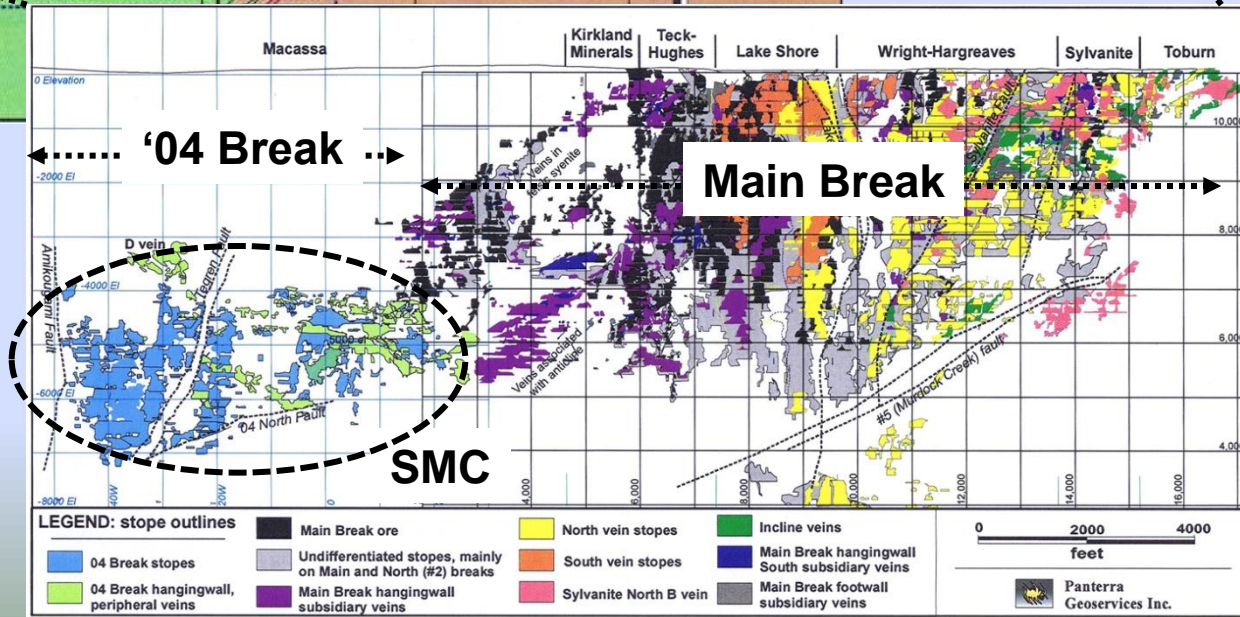 Macassa
Kirkland
Minerals
Teck-
Hughes
Lake Shore
Wright-Hargreaves
Sylvanite
Toburn
0 Elevation
10,000
'04 Break
Veins in
syenite
Sylvanite Fault
-2000 El
Main Break
8,000
D vein
Tegren Fault
Amikougami Fault
-4000 El
6,000
5000 el
Veins associated
with anticline
-6000 El
04 North Fault
#5 (Murdock Creek) fault
SMC
4,000
-8000 El
20W
0
4,000
6,000
8,000
10,000
12,000
14,000
16,000
LEGEND: stope outlines
04 Break stopes
04 Break hangingwall,
peripheral veins
Main Break ore
Undifferentiated stopes, mainly
on Main and North (#2) breaks
Main Break hangingwall
subsidiary veins
North vein stopes
South vein stopes
Sylvanite North B vein
Incline veins
Main Break hangingwall
South subsidiary veins
Main Break footwall
subsidiary veins
0 2000 4000
feet
Panterra
Geoservices Inc.